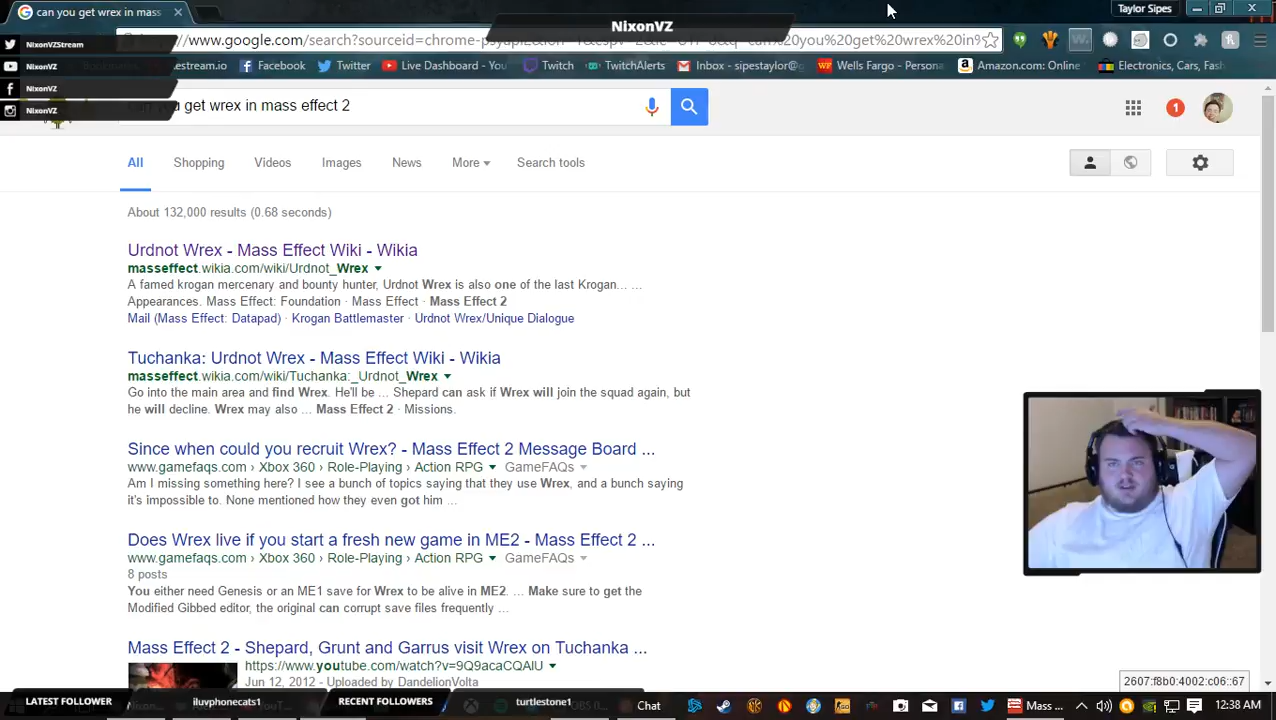 can you get wrex in mass
Taylor Sipes
NixonVZ
NixonVZStream
www.google.com/search?sourceid=chrome-
you%20get%20wrex%20in%
NixonVZ
estream.io
Facebook
Twitter
Live Dashboard - You
Twitch
TwitchAlerts
Inbox - sipestaylor@
Wells Fargo - Persona
Amazon.com: Online
Electronics, Cars, Fash
NixonVZ
NixonVZ
you get wrex in mass effect 2
1
All
Shopping
Videos
Images
News
More
Search tools
About 132,000 results (0.68 seconds)
Urdnot Wrex - Mass Effect Wiki - Wikia
masseffect.wikia.com/wiki/Urdnot_Wrex
A famed krogan mercenary and bounty hunter, Urdnot Wrex is also one of the last Krogan... ...
Appearances. Mass Effect: Foundation · Mass Effect · Mass Effect 2
Mail (Mass Effect: Datapad) · Krogan Battlemaster · Urdnot Wrex/Unique Dialogue
Tuchanka: Urdnot Wrex - Mass Effect Wiki - Wikia
masseffect.wikia.com/wiki/Tuchanka:_Urdnot_Wrex
Go into the main area and find Wrex. He'll be ... Shepard can ask if Wrex will join the squad again, but
he will decline. Wrex may also ... Mass Effect 2 · Missions.
Since when could you recruit Wrex? - Mass Effect 2 Message Board ...
www.gamefaqs.com › Xbox 360 › Role-Playing › Action RPG GameFAQs
Am I missing something here? I see a bunch of topics saying that they use Wrex, and a bunch saying
it's impossible to. None mentioned how they even got him ...
Does Wrex live if you start a fresh new game in ME2 - Mass Effect 2 ...
www.gamefaqs.com › Xbox 360 › Role-Playing › Action RPG GameFAQs
8 posts
You either need Genesis or an ME1 save for Wrex to be alive in ME2. ... Make sure to get the
Modified Gibbed editor, the original can corrupt save files frequently ...
Mass Effect 2 - Shepard, Grunt and Garrus visit Wrex on Tuchanka ...
https://www.youtube.com/watch?v=9Q9acaCQAlU
Jun 12, 2012 - Uploaded by DandelionVolta
2607:f8b0:4002:c06::67
LATEST FOLLOWER
iluvphonecats1
RECENT FOLLOWERS
turtlestone1
Chat
Mass ...
12:38 AM